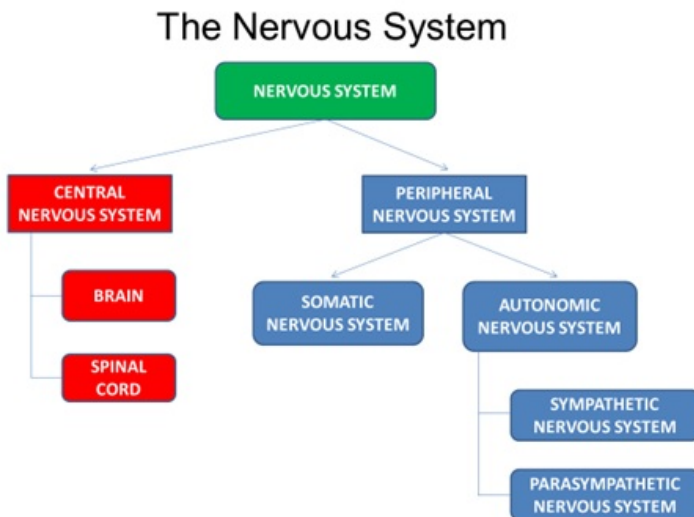 The Nervous System
NERVOUS SYSTEM
CENTRAL
NERVOUS SYSTEM
BRAIN
SPINAL
CORD
PERIPHERAL
NERVOUS SYSTEM
SOMATIC
NERVOUS SYSTEM
AUTONOMIC
NERVOUS SYSTEM
SYMPATHETIC
NERVOUS SYSTEM
PARASYMPATHETIC
NERVOUS SYSTEM